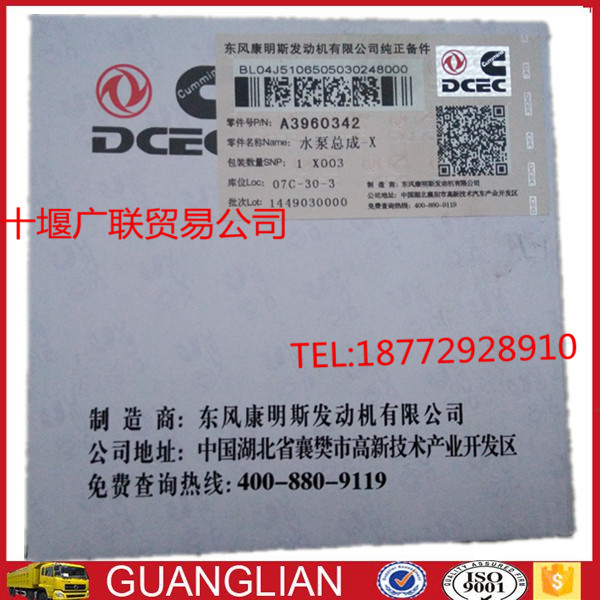 东风康明斯发动机有限公司纯正备件
BL04J5106505030248000
Cummins
DCEC
零件号P/N: A3960342
零件名称Name: 水泵总成-X
包装数量SNP: 1 X003
库位Loc: 07C-30-3
批次Lot: 1449030000
制 造 商: 东风康明斯发动机有限公司
公司地址: 中国湖北襄阳市高新技术汽车产业开发区
免费查询热线: 400-880-9119
Cummins
DCEC
十堰广联贸易公司
TEL:18772928910
制 造 商: 东风康明斯发动机有限公司
公司地址: 中国湖北省襄樊市高新技术产业开发区
免费查询热线: 400-880-9119
GUANGLIAN
VISA
ISO